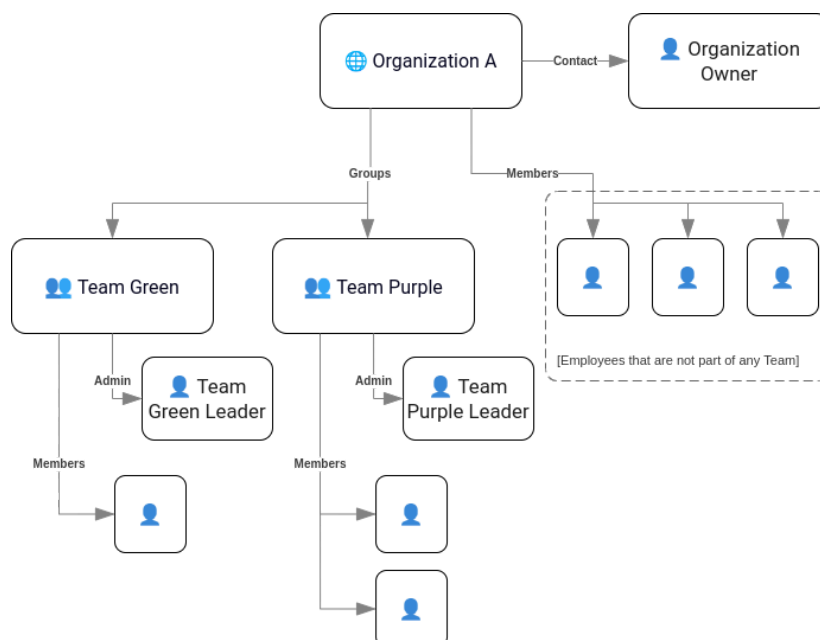 Organization A
Contact
Organization
Owner
Groups
Members
Team Green
Team Purple
[Employees that are not part of any Team]
Admin
Team
Green Leader
Admin
Team
Purple Leader
Members
Members